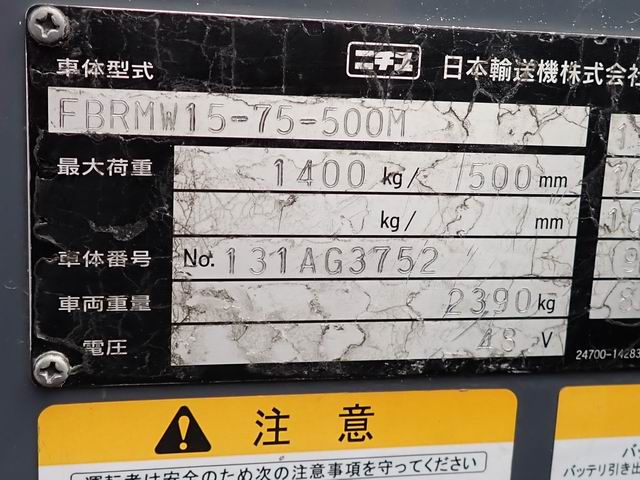 ニチユ 日本輸送機株式会社
車体型式
FBRMW15-75-500M
最大荷重 1400 kg/ 500 mm
kg/ mm
車体番号 No. 131AG3752
車両重量 2390 kg
電圧 48 V
24700-14283
注意
運転者は安全のため次の注意事項を守ってください
バッテリ引き出